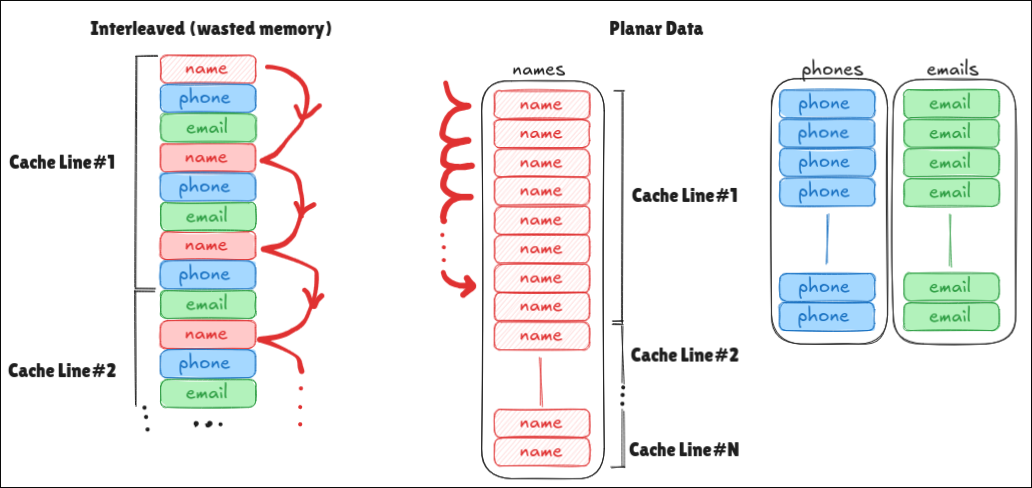 Interleaved (wasted memory)
Cache Line#1
name
phone
email
name
phone
email
name
phone
Cache Line#2
email
name
phone
email
Planar Data
names
name
name
name
name
name
name
name
name
name
name
name
Cache Line#1
Cache Line#2
Cache Line#N
phones
phone
phone
phone
phone
phone
phone
emails
email
email
email
email
email
email